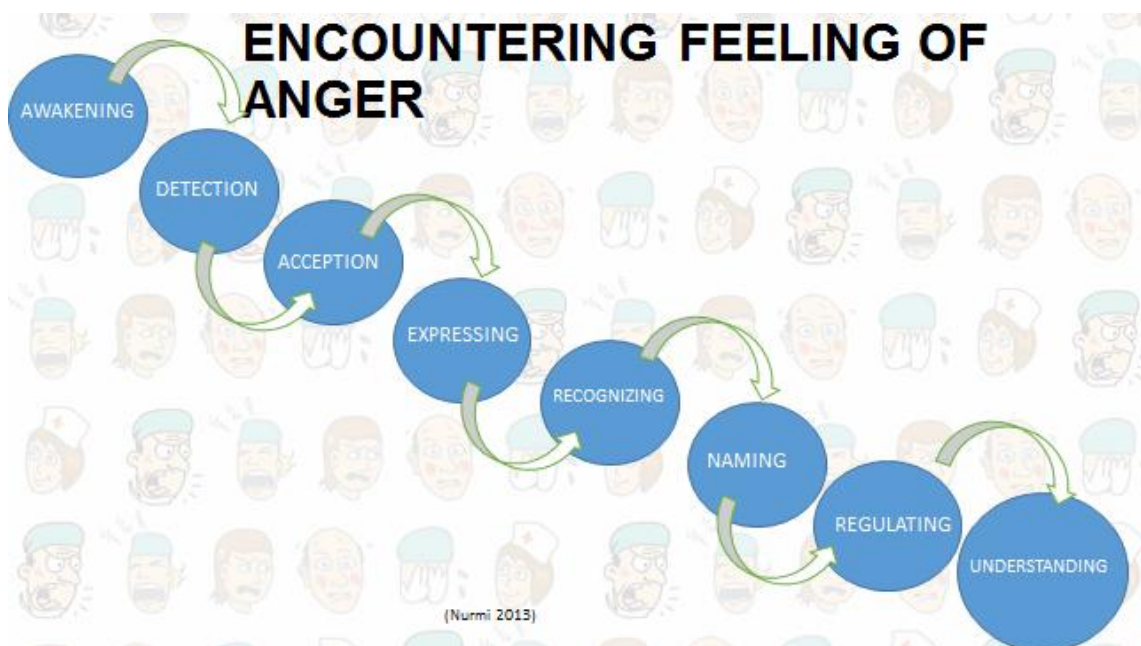 ENCOUNTERING FEELING OF
ANGER
AWAKENING
DETECTION
ACCEPTION
EXPRESSING
RECOGNIZING
NAMING
REGULATING
UNDERSTANDING
(Nurmi 2013)